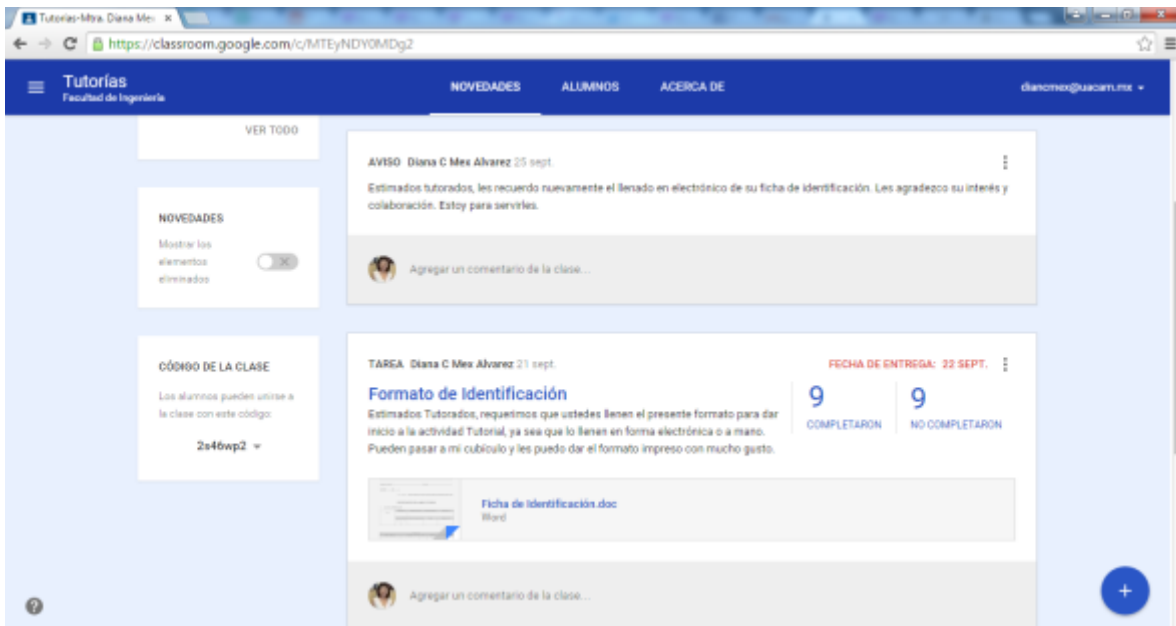 Tutorías-Mtra. Diana Mex
https://classroom.google.com/c/MTEyNDY0MDg2
Tutorías
Facultad de Ingeniería
NOVEDADES ALUMNOS ACERCA DE
diancmex@uacam.mx
VER TODO
AVISO Diana C Mex Alvarez 25 sept.
Estimados tutorados, les recuerdo nuevamente el llenado en electrónico de su ficha de identificación. Les agradezco su interés y
colaboración. Estoy para servirles.
Agregar un comentario de la clase...
NOVEDADES
Mostrar los
elementos
eliminados
CÓDIGO DE LA CLASE
Los alumnos pueden unirse a
la clase con este código:
2s46wp2
TAREA Diana C Mex Alvarez 21 sept.
FECHA DE ENTREGA: 22 SEPT.
Formato de Identificación
Estimados Tutorados, requerimos que ustedes llenen el presente formato para dar
inicio a la actividad Tutorial, ya sea que lo llenen en forma electrónica o a mano.
Pueden pasar a mi cubículo y les puedo dar el formato impreso con mucho gusto.
9 9
COMPLETARON NO COMPLETARON
Ficha de Identificación.doc
Word
Agregar un comentario de la clase...